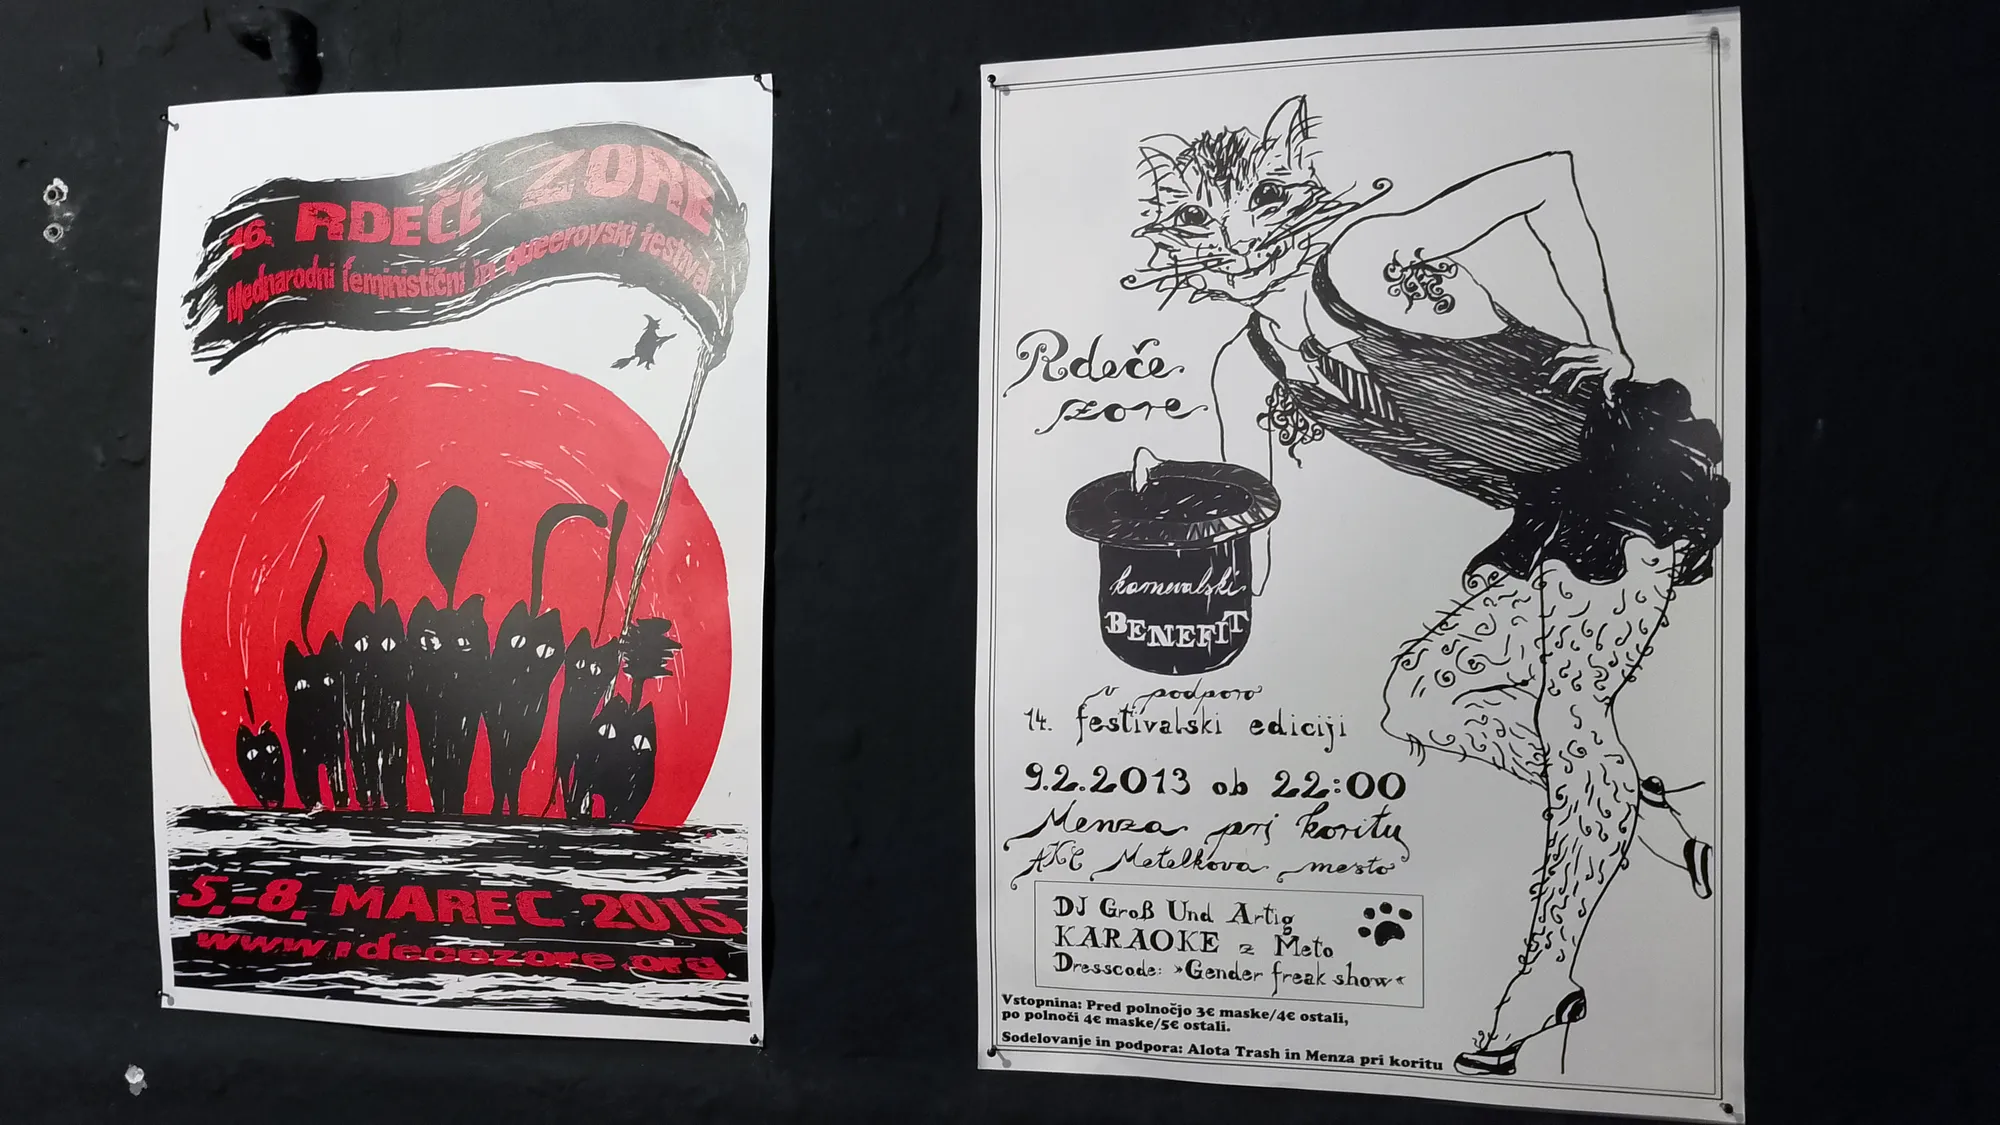 16. RDEČE ZORE
Mednarodni feministični in queerovski festival
5.-8. MAREC 2015
www.rdecezore.org
Rdeče
zore
karnevalski
BENEFIT
v podporo
14. festivalski ediciji
9.2.2013 ob 22:00
Menza pri koritu
AKC Metelkova mesto
DJ Groß Und Artig
KARAOKE z Meto
Dresscode: »Gender freak show«
Vstopnina: Pred polnočjo 3€ maske/4€ ostali,
po polnoči 4€ maske/5€ ostali.
Sodelovanje in podpora: Alota Trash in Menza pri koritu